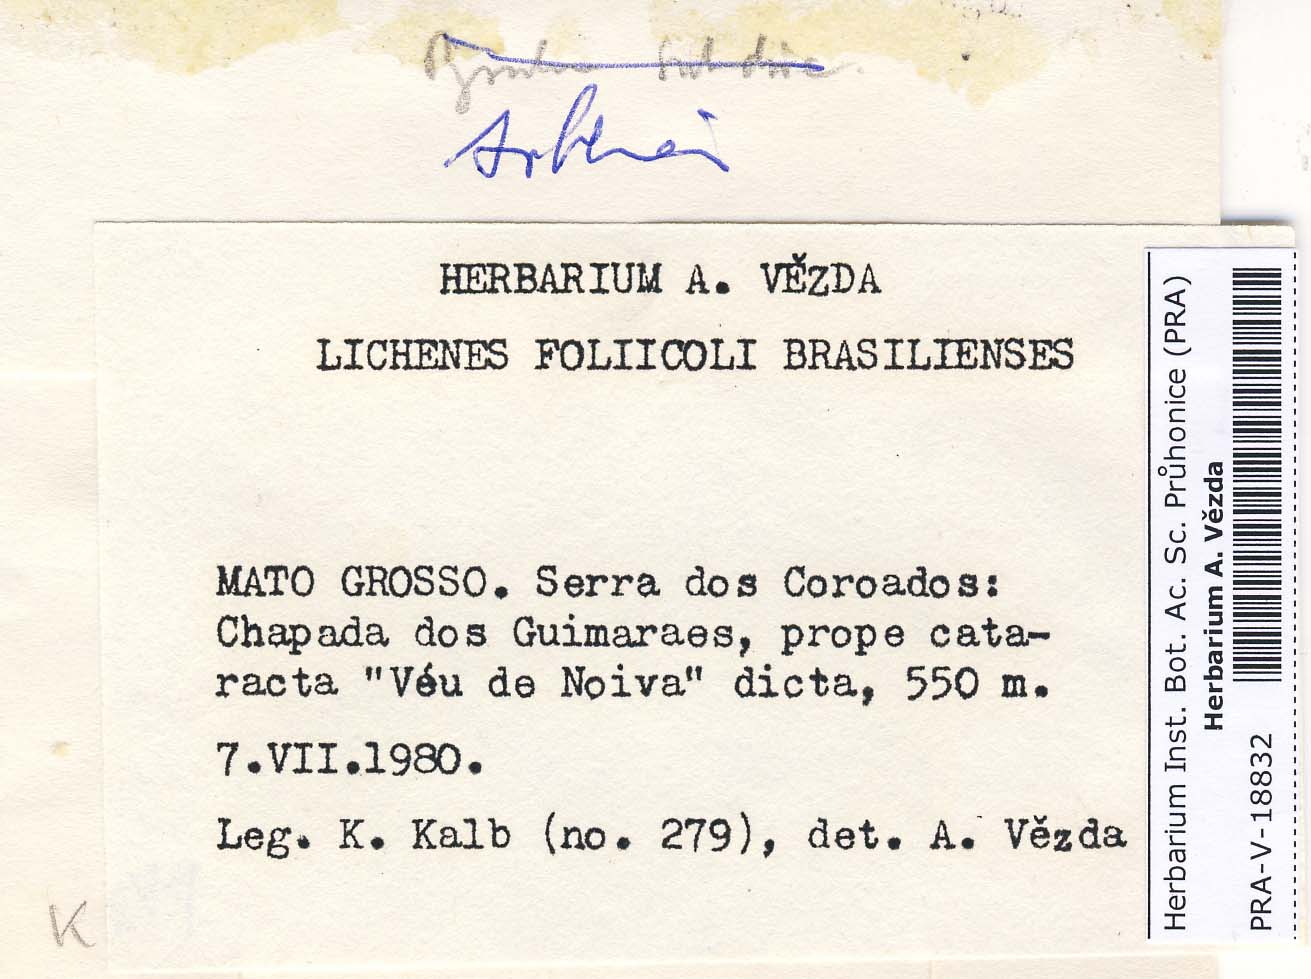 HERBARIUM A. VĚZDA
LICHENES FOLIICOLI BRASILIENSES
MATO GROSSO. Serra dos Coroados:
Chapada dos Guimaraes, prope cata-
racta "Véu de Noiva" dicta, 550 m.
7.VII.1980.
Leg. K. Kalb (no. 279), det. A. Vězda
K
Herbarium Inst. Bot. Ac. Sc. Průhonice (PRA)
Herbarium A. Vězda
PRA-V-18832